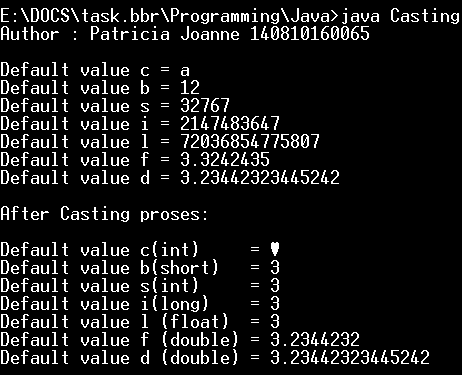 E:\DOCS\task.bbr\Programming\Java>java Casting
Author : Patricia Joanne 140810160065
Default value c = a
Default value b = 12
Default value s = 32767
Default value i = 2147483647
Default value l = 72036854775807
Default value f = 3.3242435
Default value d = 3.23442323445242
After Casting proses:
Default value c(int)     = ♥
Default value b(short)   = 3
Default value s(int)     = 3
Default value i(long)    = 3
Default value l (float)  = 3
Default value f (double) = 3.2344232
Default value d (double) = 3.23442323445242